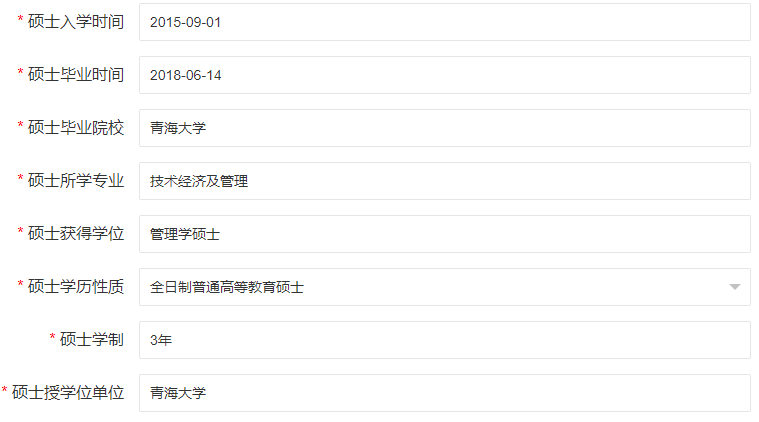 * 硕士入学时间 2015-09-01
* 硕士毕业时间 2018-06-14
* 硕士毕业院校 青海大学
* 硕士所学专业 技术经济及管理
* 硕士获得学位 管理学硕士
* 硕士学历性质 全日制普通高等教育硕士
* 硕士学制 3年
* 硕士授学位单位 青海大学